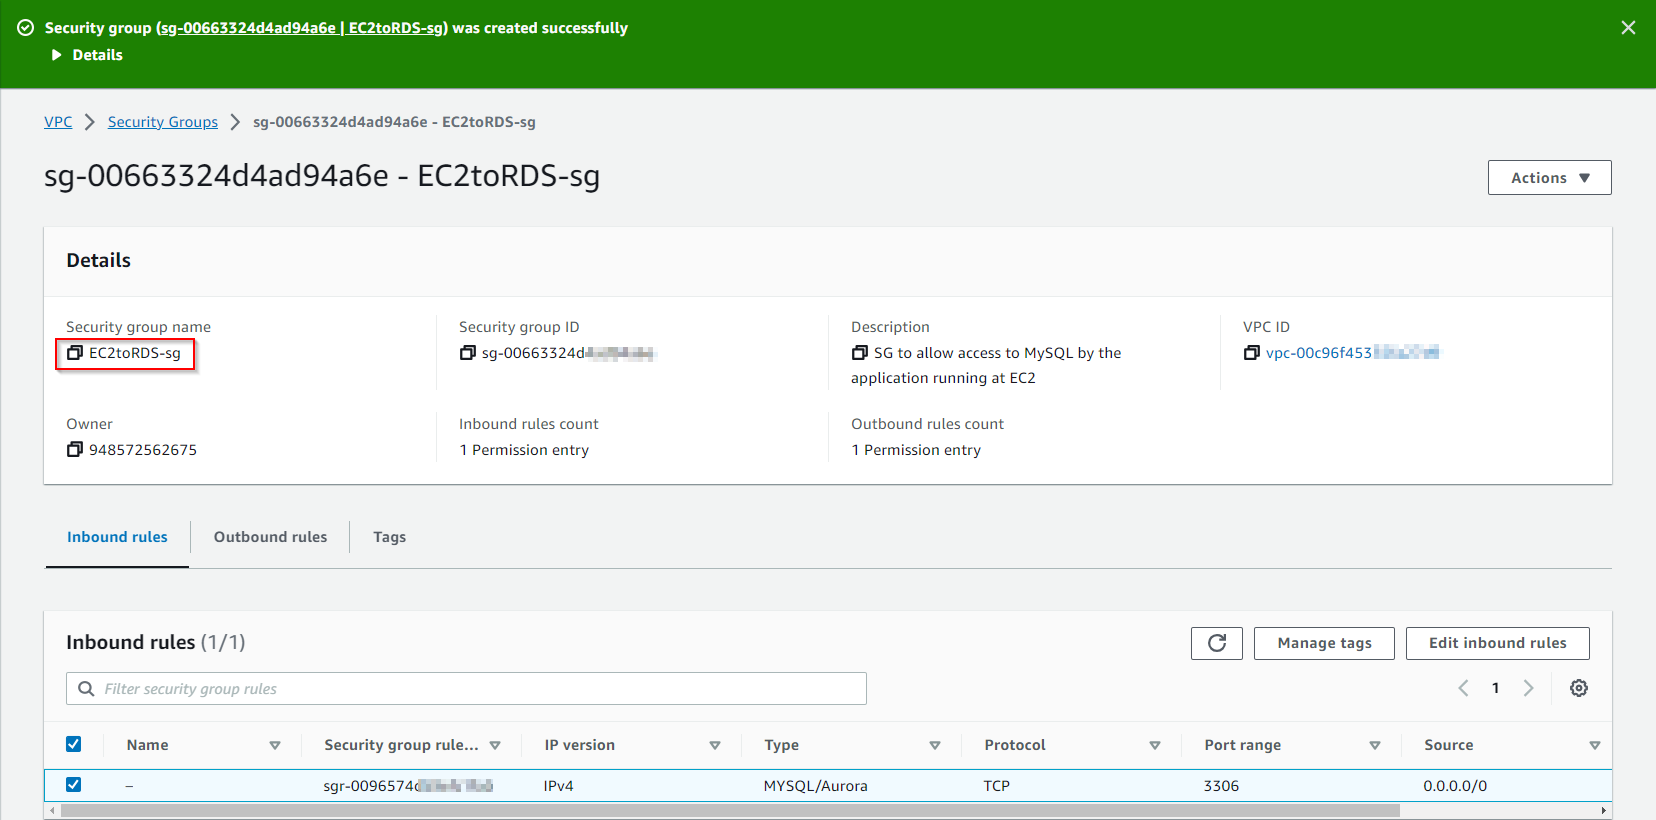 Security group (sg-00663324d4ad94a6e | EC2toRDS-sg) was created successfully
Details
VPC
Security Groups
sg-00663324d4ad94a6e - EC2toRDS-sg
sg-00663324d4ad94a6e - EC2toRDS-sg
Actions
Details
Security group name
EC2toRDS-sg
Security group ID
sg-00663324d
Description
SG to allow access to MySQL by the
application running at EC2
VPC ID
vpc-00c96f453
Owner
948572562675
Inbound rules count
1 Permission entry
Outbound rules count
1 Permission entry
Inbound rules
Outbound rules
Tags
Inbound rules (1/1)
Manage tags
Edit inbound rules
Filter security group rules
1
Name
Security group rule...
IP version
Type
Protocol
Port range
Source
–
sgr-0096574
IPv4
MYSQL/Aurora
TCP
3306
0.0.0.0/0